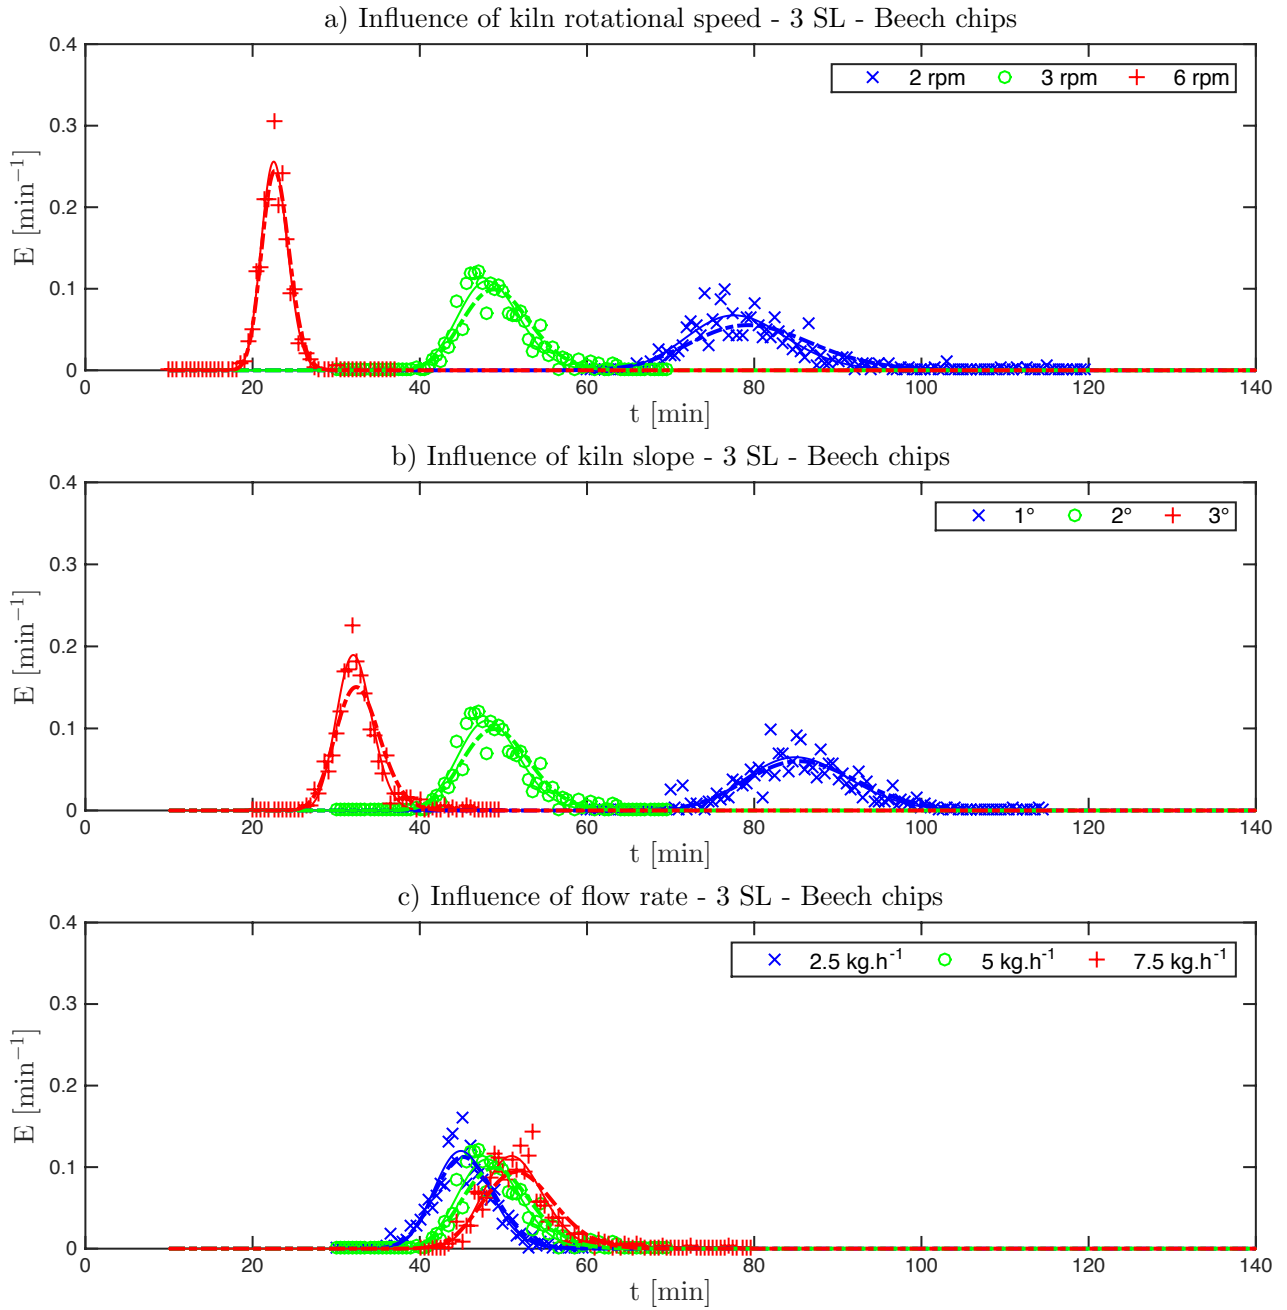 a) Influence of kiln rotational speed - 3 SL - Beech chips
0.4
0.3
0.2
0.1
0
E [min⁻¹]
2 rpm 3 rpm 6 rpm
0 20 40 60 80 100 120 140
t [min]
b) Influence of kiln slope - 3 SL - Beech chips
0.4
0.3
0.2
0.1
0
E [min⁻¹]
1° 2° 3°
0 20 40 60 80 100 120 140
t [min]
c) Influence of flow rate - 3 SL - Beech chips
0.4
0.3
0.2
0.1
0
E [min⁻¹]
2.5 kg.h⁻¹ 5 kg.h⁻¹ 7.5 kg.h⁻¹
0 20 40 60 80 100 120 140
t [min]